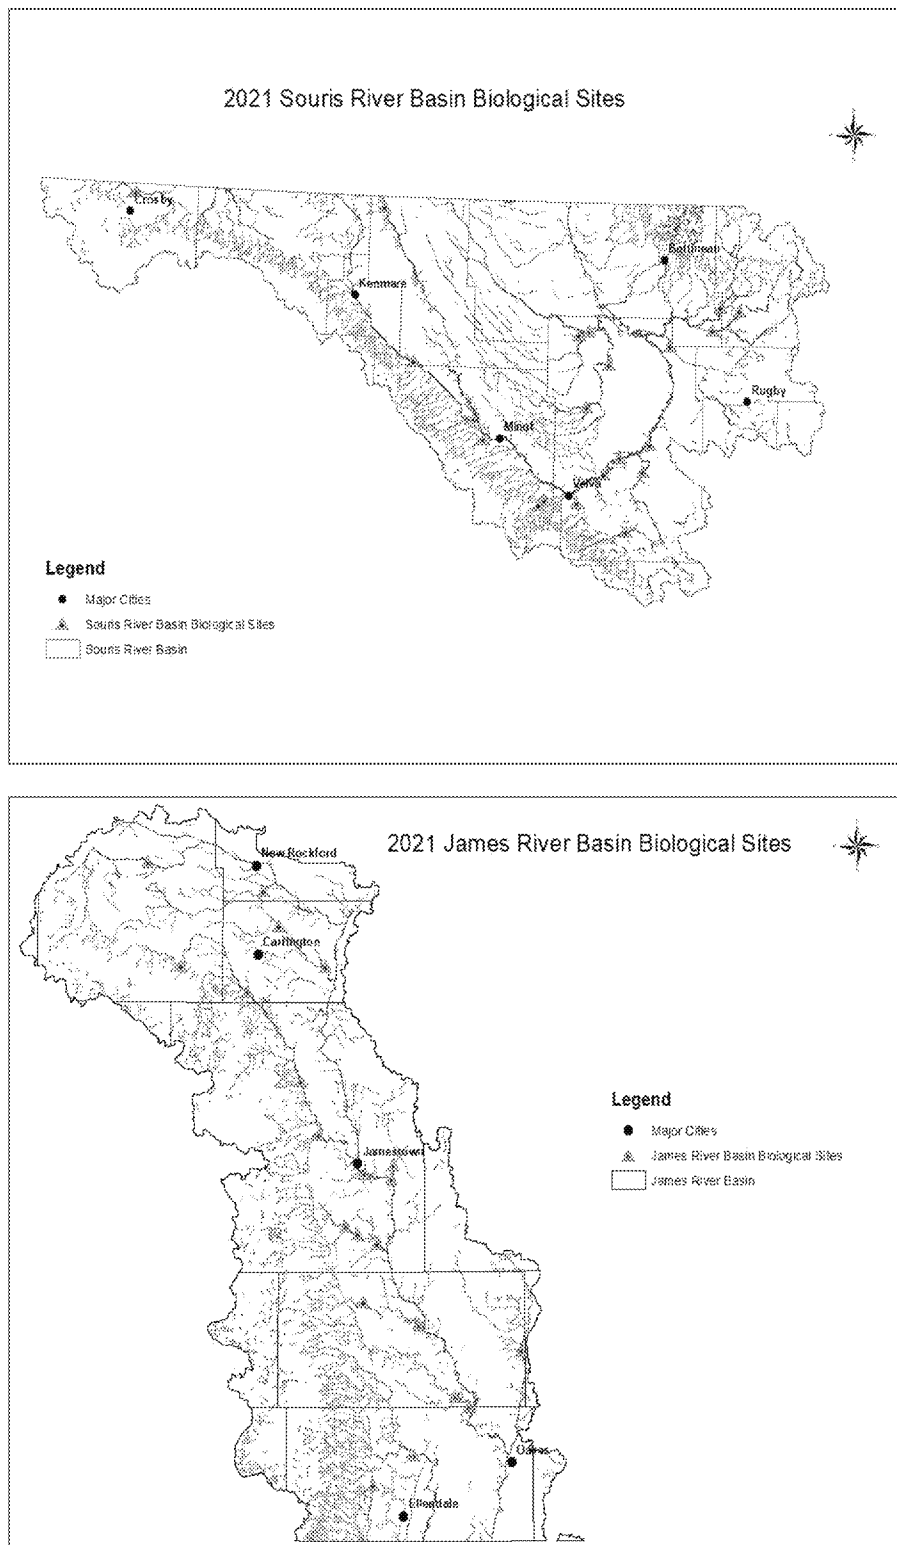 2021 Souris River Basin Biological Sites
Crosby
Bottineau
Kenmare
Rugby
Minot
Velva
Legend
Major Cities
Souris River Basin Biological Sites
Souris River Basin
2021 James River Basin Biological Sites
New Rockford
Carrington
Legend
Major Cities
James River Basin Biological Sites
James River Basin
Jamestown
Oakes
Ellendale